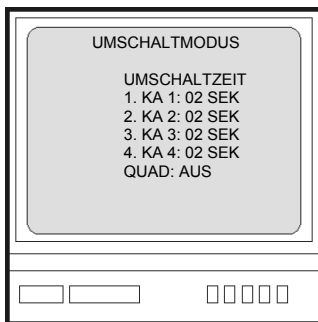 UMSCHALTMODUS
UMSCHALTZEIT
1. KA 1: 02 SEK
2. KA 2: 02 SEK
3. KA 3: 02 SEK
4. KA 4: 02 SEK
QUAD: AUS